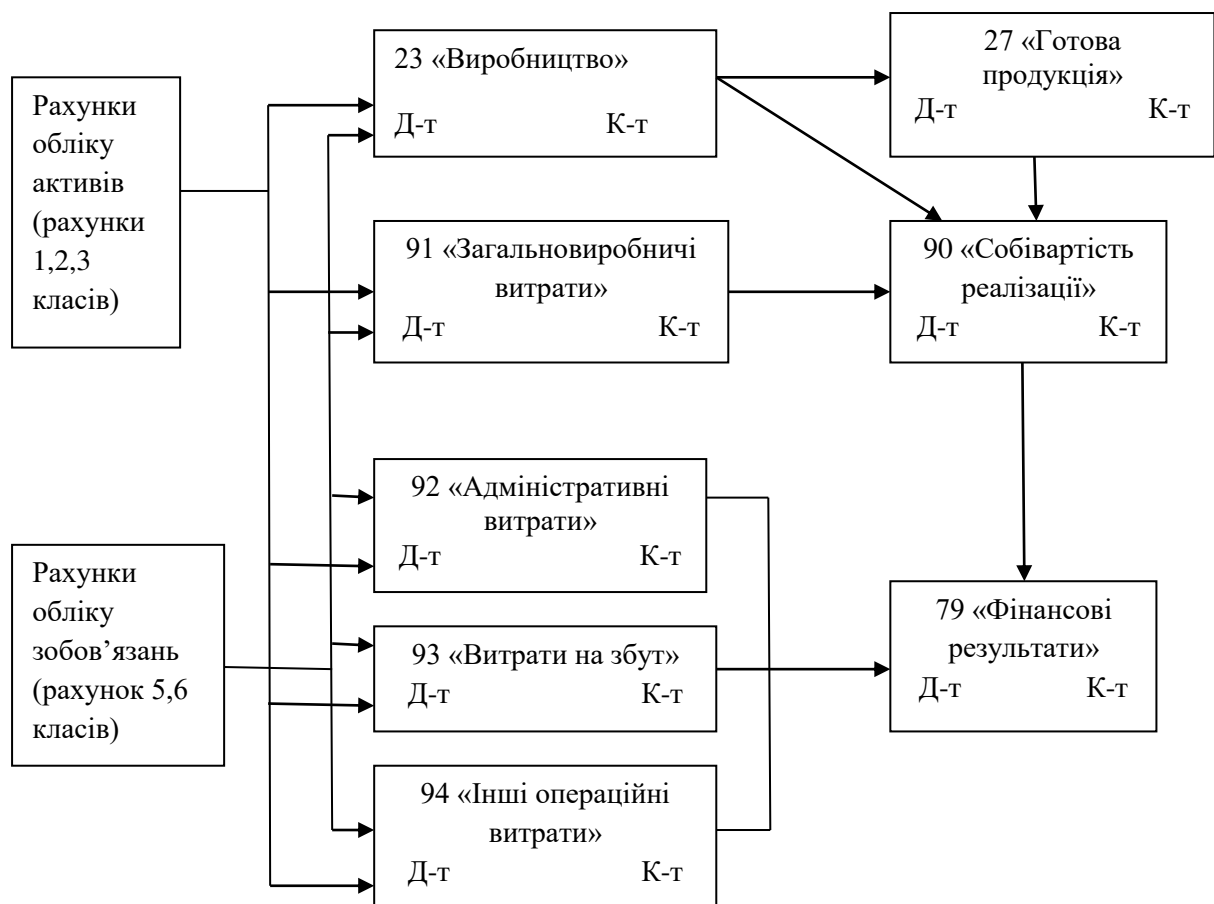 Рахунки
обліку
активів
(рахунки
1,2,3
класів)
Рахунки
обліку
зобов’язань
(рахунок 5,6
класів)
23 «Виробництво»
Д-т К-т
91 «Загальновиробничі
витрати»
Д-т К-т
92 «Адміністративні
витрати»
Д-т К-т
93 «Витрати на збут»
Д-т К-т
94 «Інші операційні
витрати»
Д-т К-т
27 «Готова
продукція»
Д-т К-т
90 «Собівартість
реалізації»
Д-т К-т
79 «Фінансові
результати»
Д-т К-т